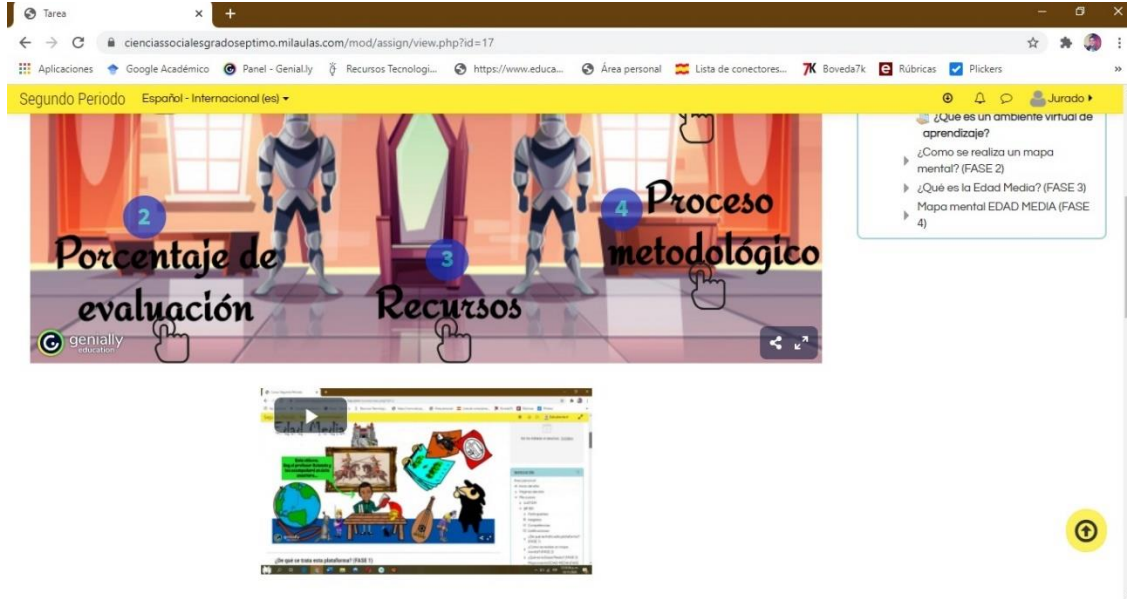 Tarea
cienciassocialesgradoseptimo.milaulas.com/mod/assign/view.php?id=17
Aplicaciones Google Académico Panel - Genial.ly Recursos Tecnologi... https://www.educa... Área personal Lista de conectores... 7K Boveda7k Rúbricas Plickers »
Segundo Periodo Español - Internacional (es) Jurado
¿Que es un ambiente virtual de
aprendizaje?
¿Como se realiza un mapa
mental? (FASE 2)
¿Qué es la Edad Media? (FASE 3)
Mapa mental EDAD MEDIA (FASE
4)
2
Porcentaje de
evaluación
3
Recursos
4
Proceso
metodológico
genially
education
Edad Media
¿De qué se trata esta plataforma? (FASE 1)